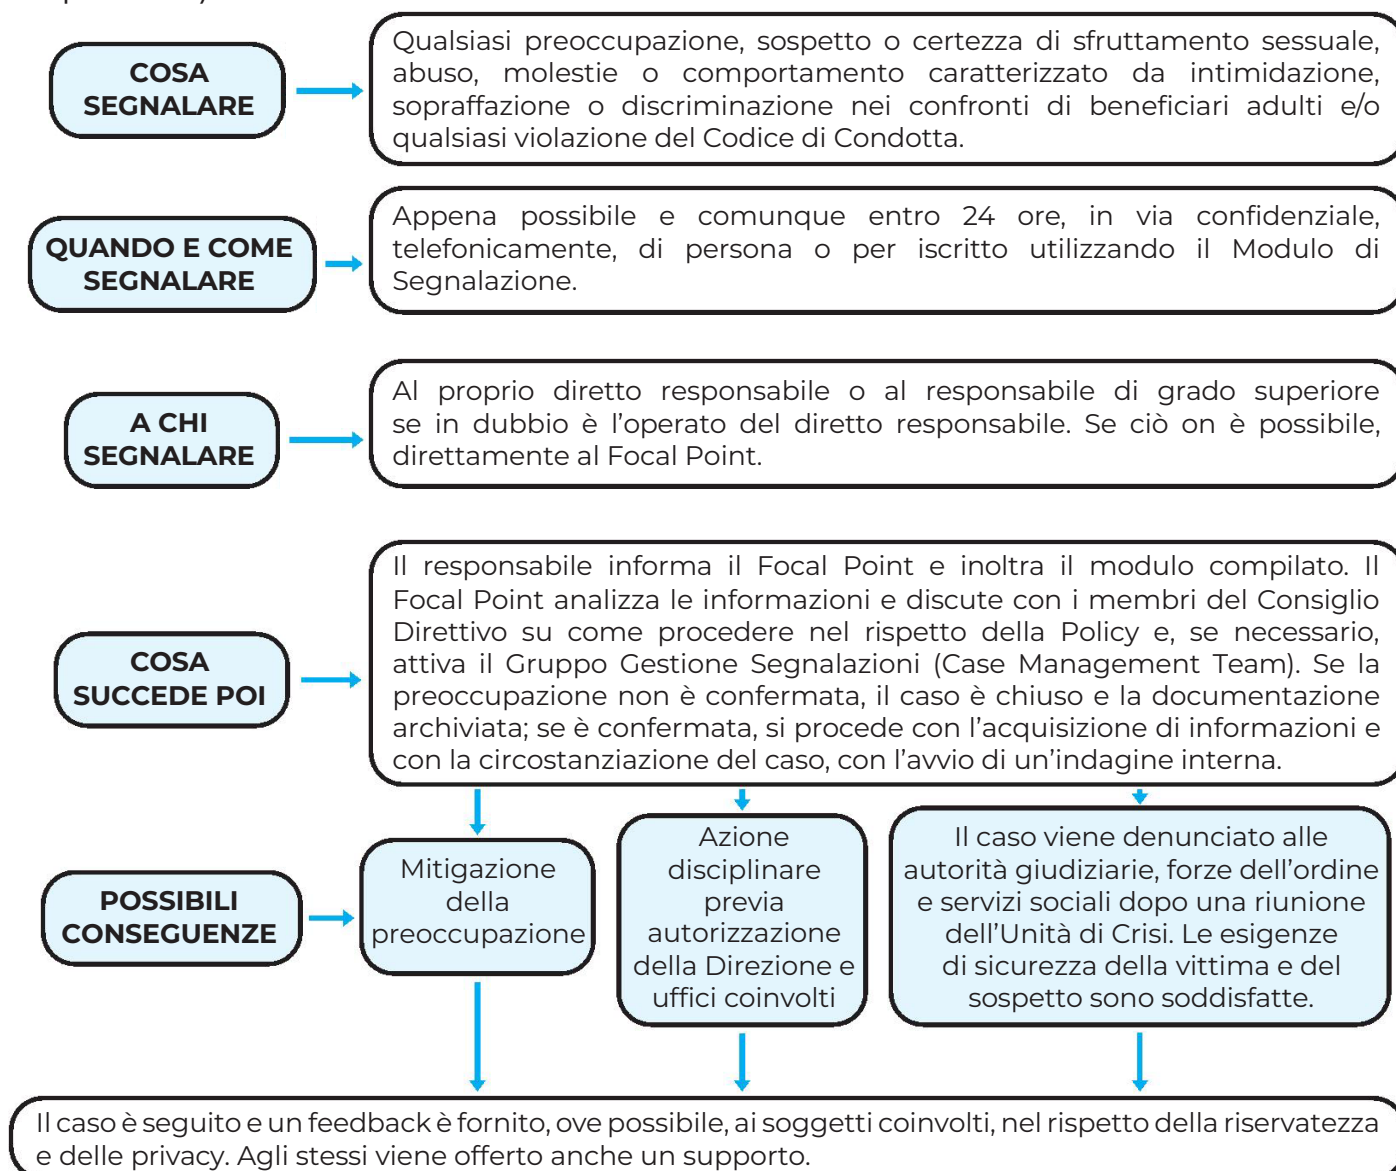 COSA
SEGNALARE
Qualsiasi preoccupazione, sospetto o certezza di sfruttamento sessuale,
abuso, molestie o comportamento caratterizzato da intimidazione,
sopraffazione o discriminazione nei confronti di beneficiari adulti e/o
qualsiasi violazione del Codice di Condotta.
QUANDO E COME
SEGNALARE
Appena possibile e comunque entro 24 ore, in via confidenziale,
telefonicamente, di persona o per iscritto utilizzando il Modulo di
Segnalazione.
A CHI
SEGNALARE
Al proprio diretto responsabile o al responsabile di grado superiore
se in dubbio è l’operato del diretto responsabile. Se ciò on è possibile,
direttamente al Focal Point.
COSA
SUCCEDE POI
Il responsabile informa il Focal Point e inoltra il modulo compilato. Il
Focal Point analizza le informazioni e discute con i membri del Consiglio
Direttivo su come procedere nel rispetto della Policy e, se necessario,
attiva il Gruppo Gestione Segnalazioni (Case Management Team). Se la
preoccupazione non è confermata, il caso è chiuso e la documentazione
archiviata; se è confermata, si procede con l’acquisizione di informazioni e
con la circostanziazione del caso, con l’avvio di un’indagine interna.
POSSIBILI
CONSEGUENZE
Mitigazione
della
preoccupazione
Azione
disciplinare
previa
autorizzazione
della Direzione e
uffici coinvolti
Il caso viene denunciato alle
autorità giudiziarie, forze dell’ordine
e servizi sociali dopo una riunione
dell’Unità di Crisi. Le esigenze
di sicurezza della vittima e del
sospetto sono soddisfatte.
Il caso è seguito e un feedback è fornito, ove possibile, ai soggetti coinvolti, nel rispetto della riservatezza
e delle privacy. Agli stessi viene offerto anche un supporto.